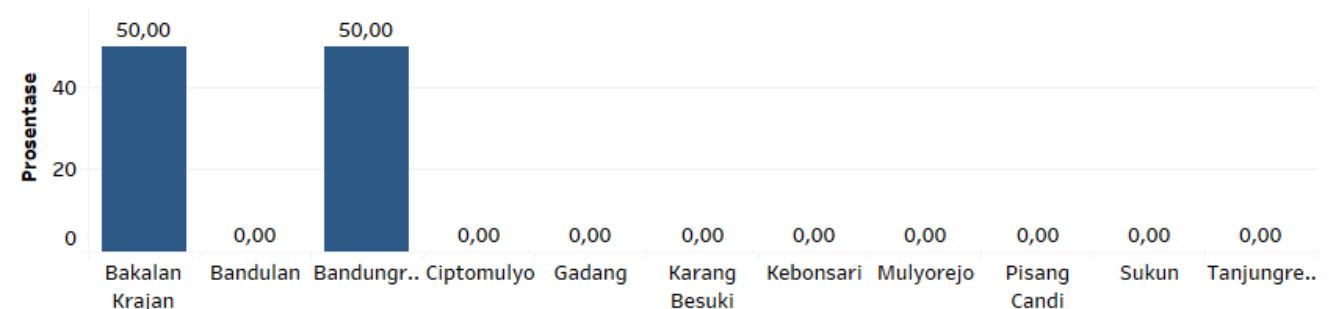 50,00
50,00
Prosentase
40
20
0
0,00
0,00
0,00
0,00
0,00
0,00
0,00
0,00
0,00
Bakalan Krajan
Bandulan
Bandungr..
Ciptomulyo
Gadang
Karang Besuki
Kebonsari
Mulyorejo
Pisang Candi
Sukun
Tanjungre..